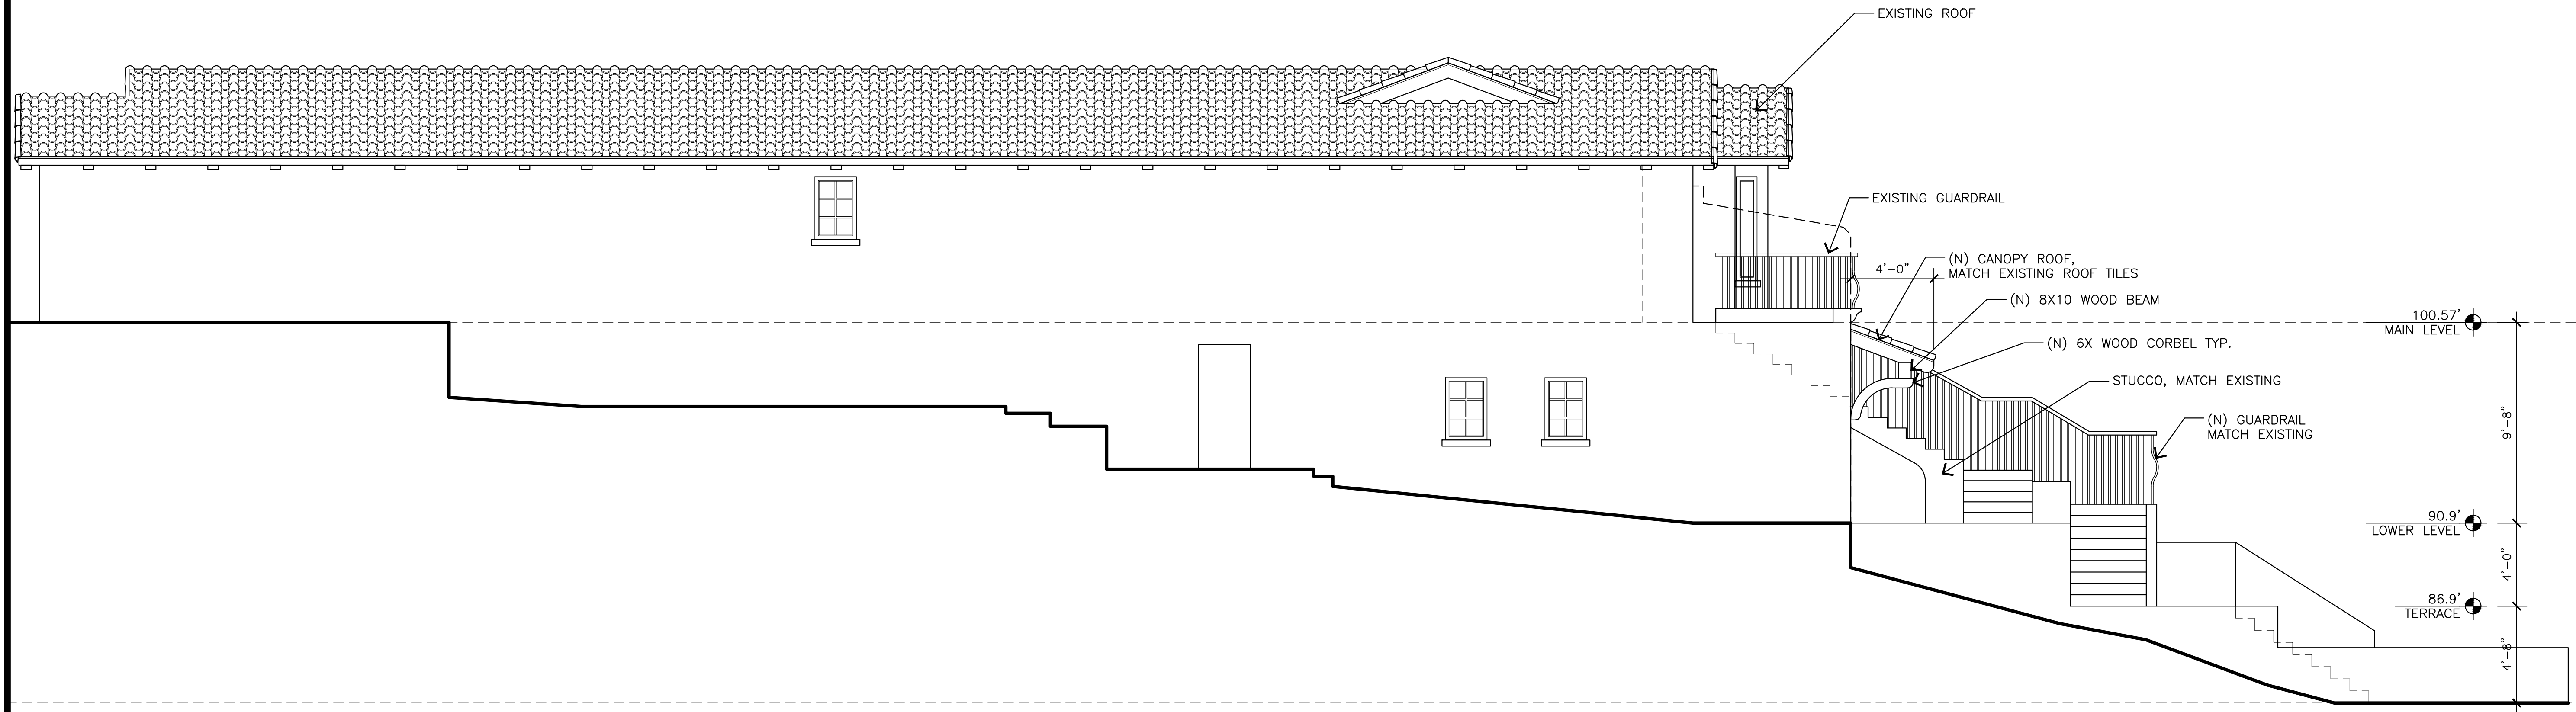 EXISTING ROOF
EXISTING GUARDRAIL
4'-0"
(N) CANOPY ROOF,
MATCH EXISTING ROOF TILES
(N) 8X10 WOOD BEAM
100.57'
MAIN LEVEL
(N) 6X WOOD CORBEL TYP.
STUCCO, MATCH EXISTING
(N) GUARDRAIL
MATCH EXISTING
9'-8"
90.9'
LOWER LEVEL
4'-0"
86.9'
TERRACE
4'-8"